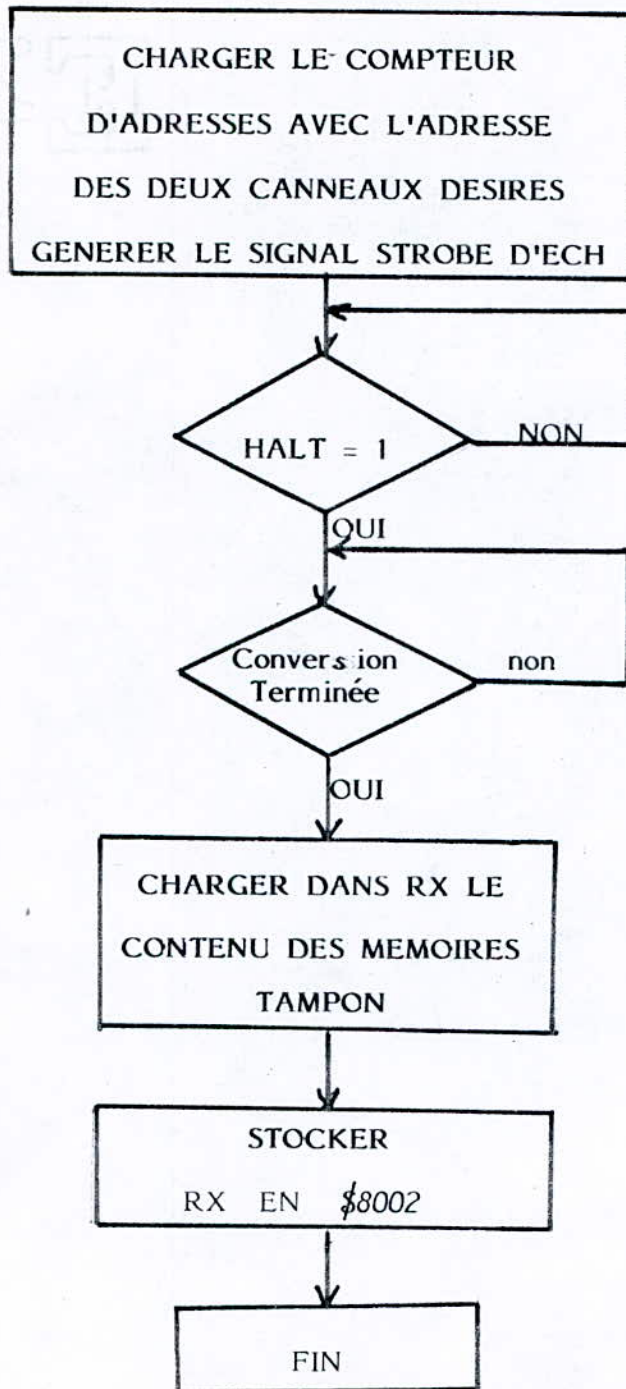 CHARGER LE COMPTEUR
D'ADRESSES AVEC L'ADRESSE
DES DEUX CANNEAUX DESIRES
GENERER LE SIGNAL STROBE D'ECH
HALT = 1
NON
OUI
Conversion
Terminée
non
OUI
CHARGER DANS RX LE
CONTENU DES MEMOIRES
TAMPON
STOCKER
RX EN $8002
FIN